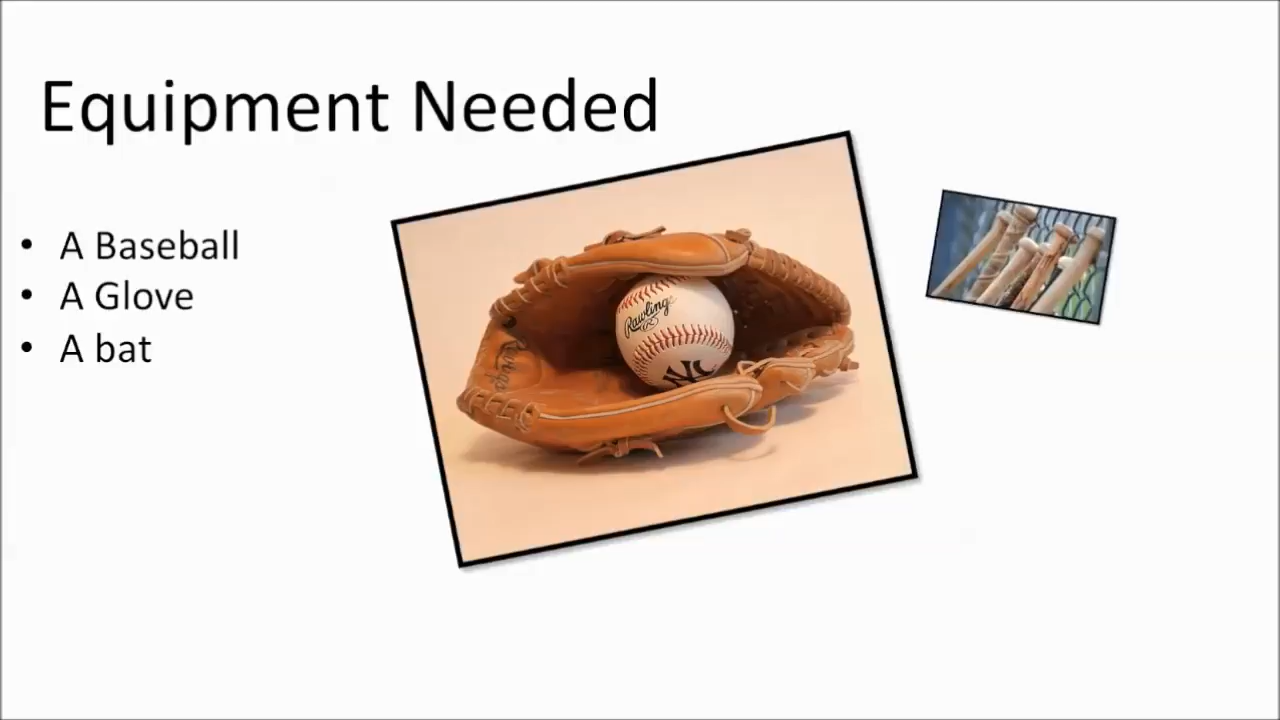 Equipment Needed
• A Baseball
• A Glove
• A bat
Rawlings
R
NY